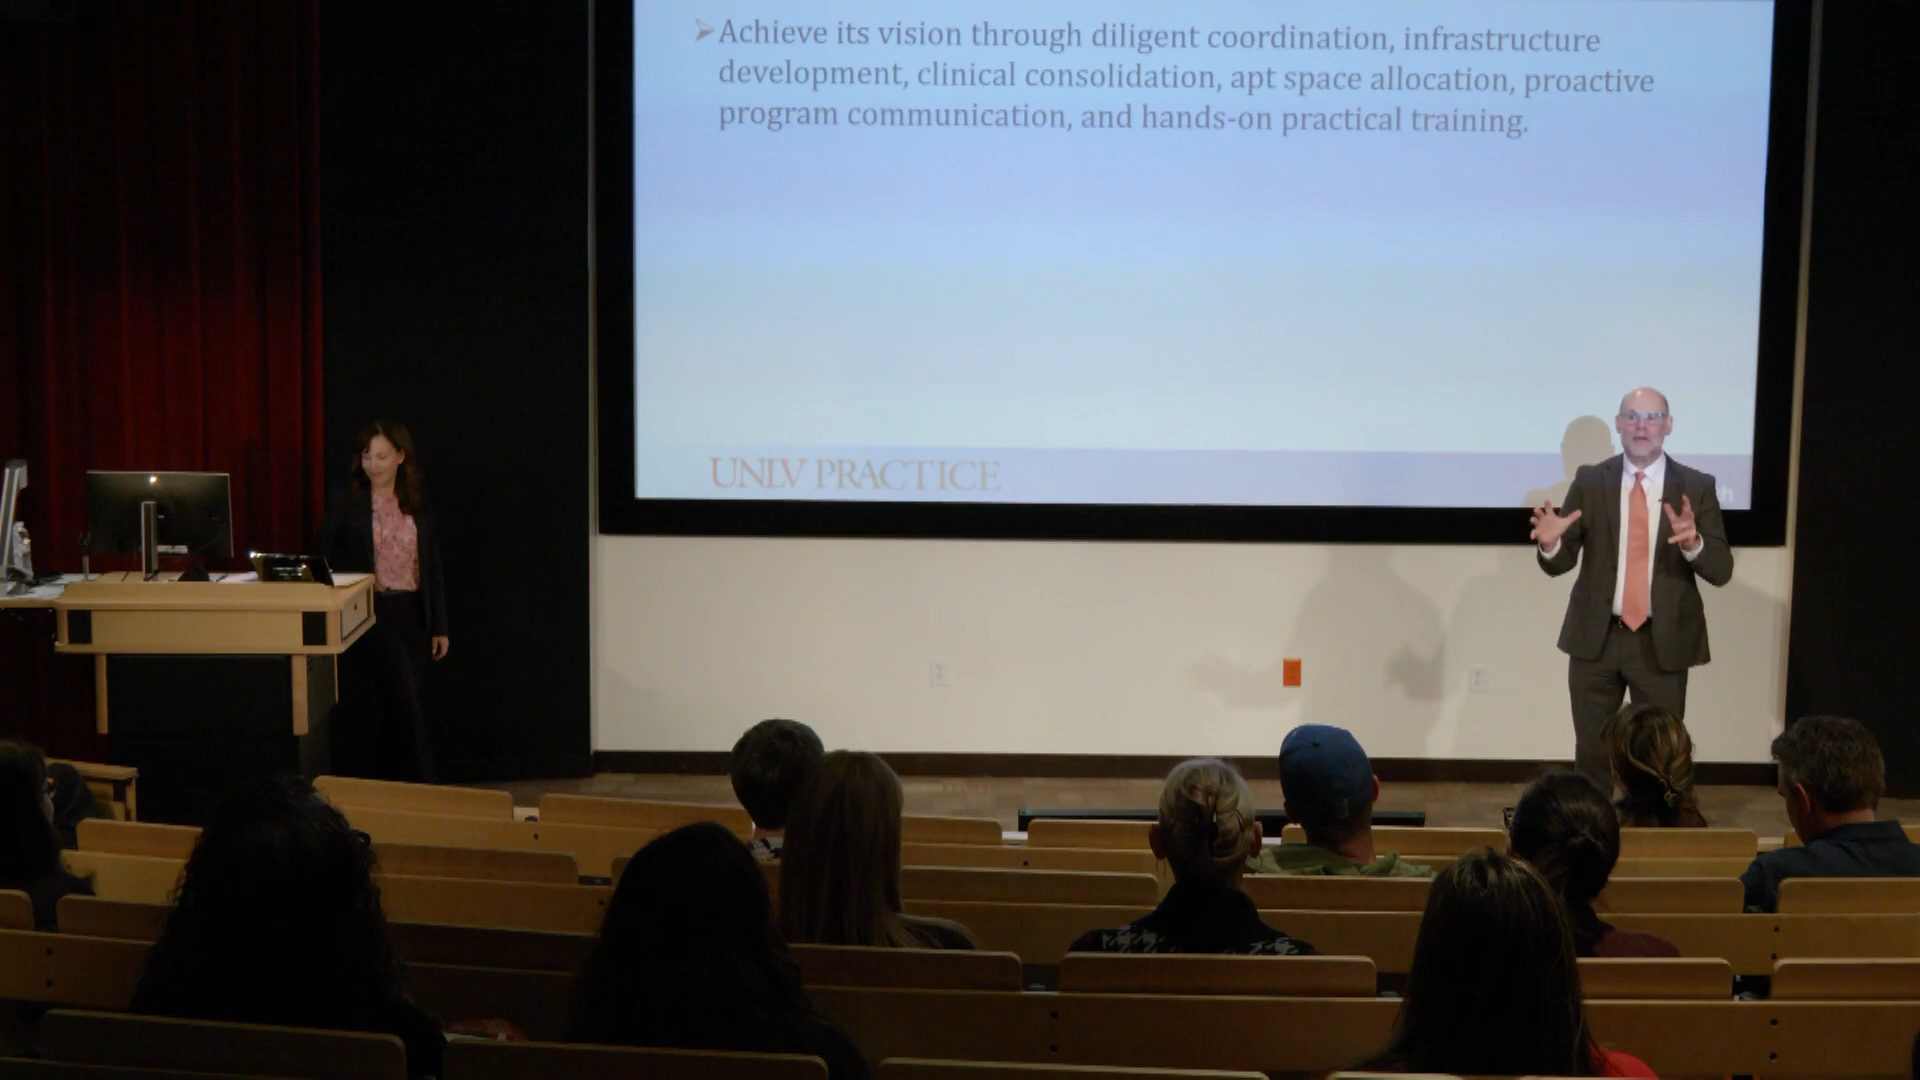 ➢Achieve its vision through diligent coordination, infrastructure
development, clinical consolidation, apt space allocation, proactive
program communication, and hands-on practical training.
UNLV PRACTICE